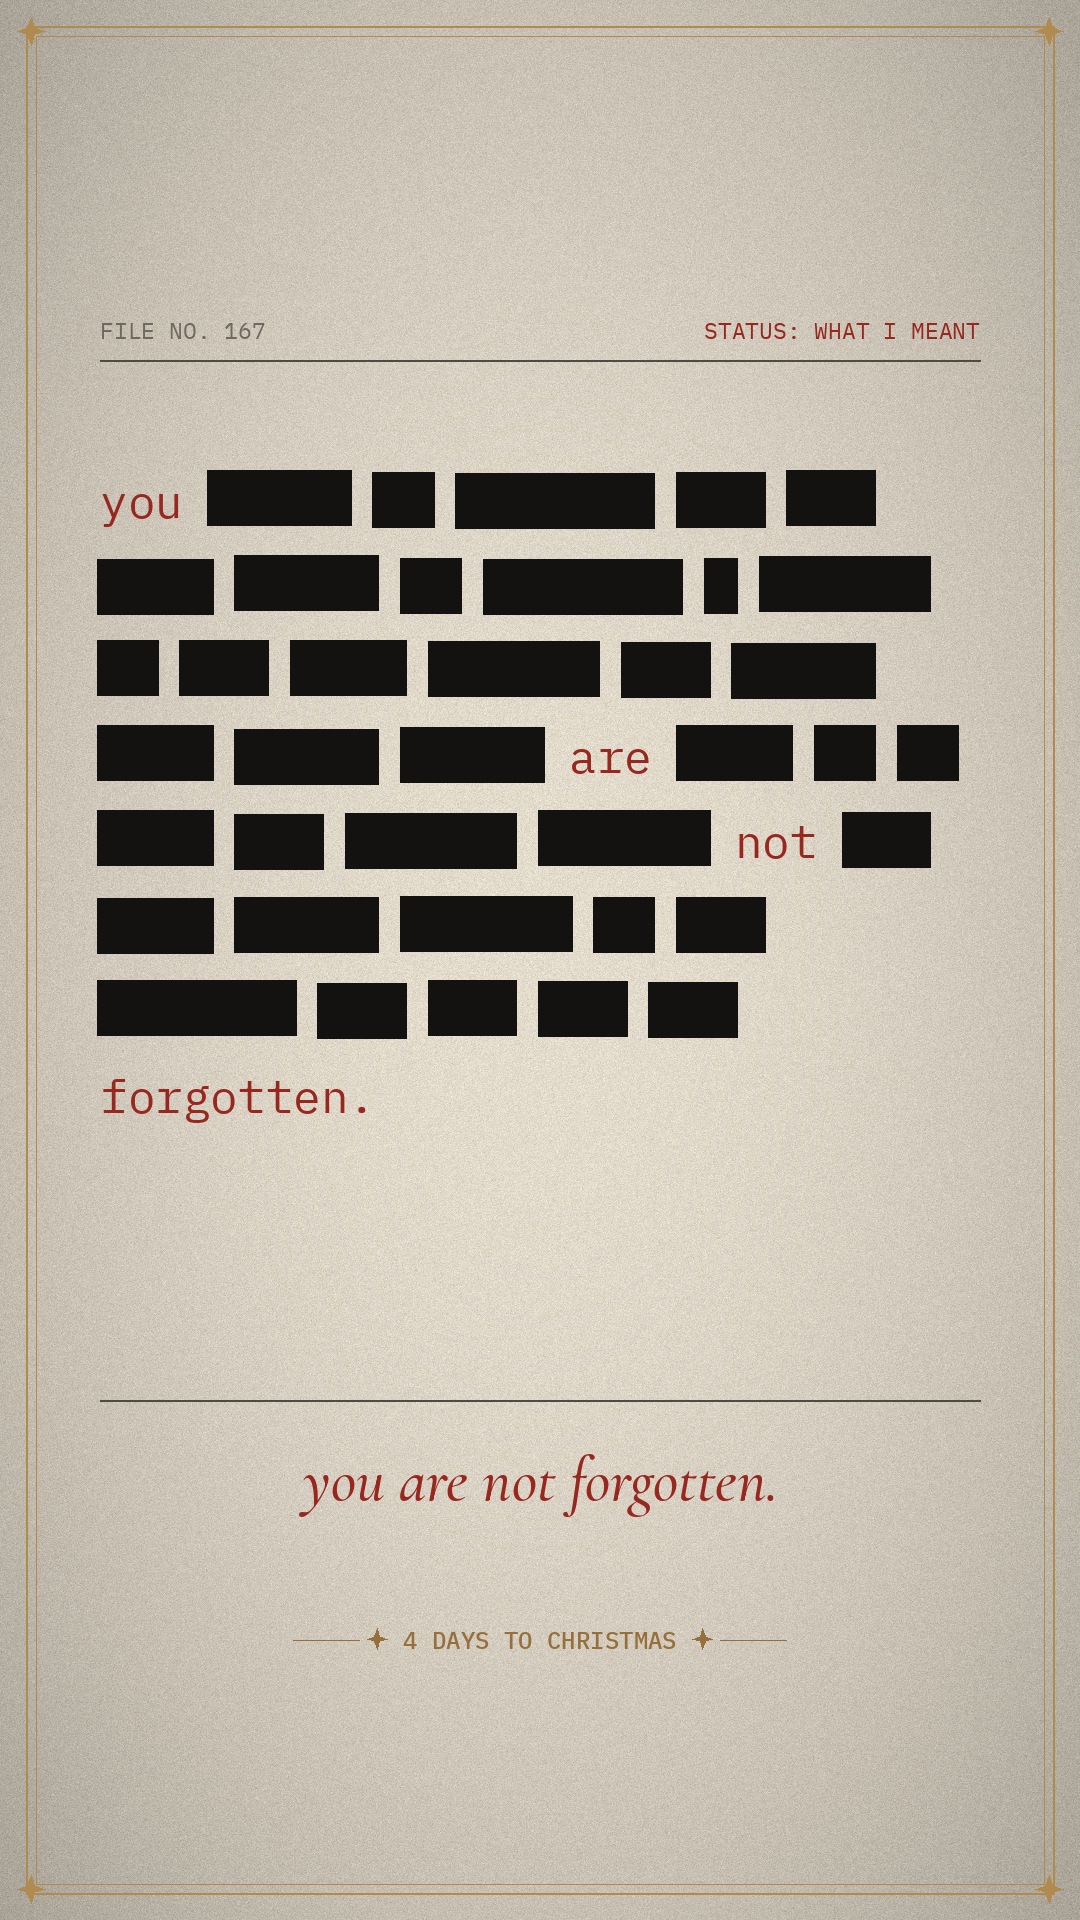 FILE NO. 167 STATUS: WHAT I MEANT
you
are
not
forgotten.
you are not forgotten.
4 DAYS TO CHRISTMAS